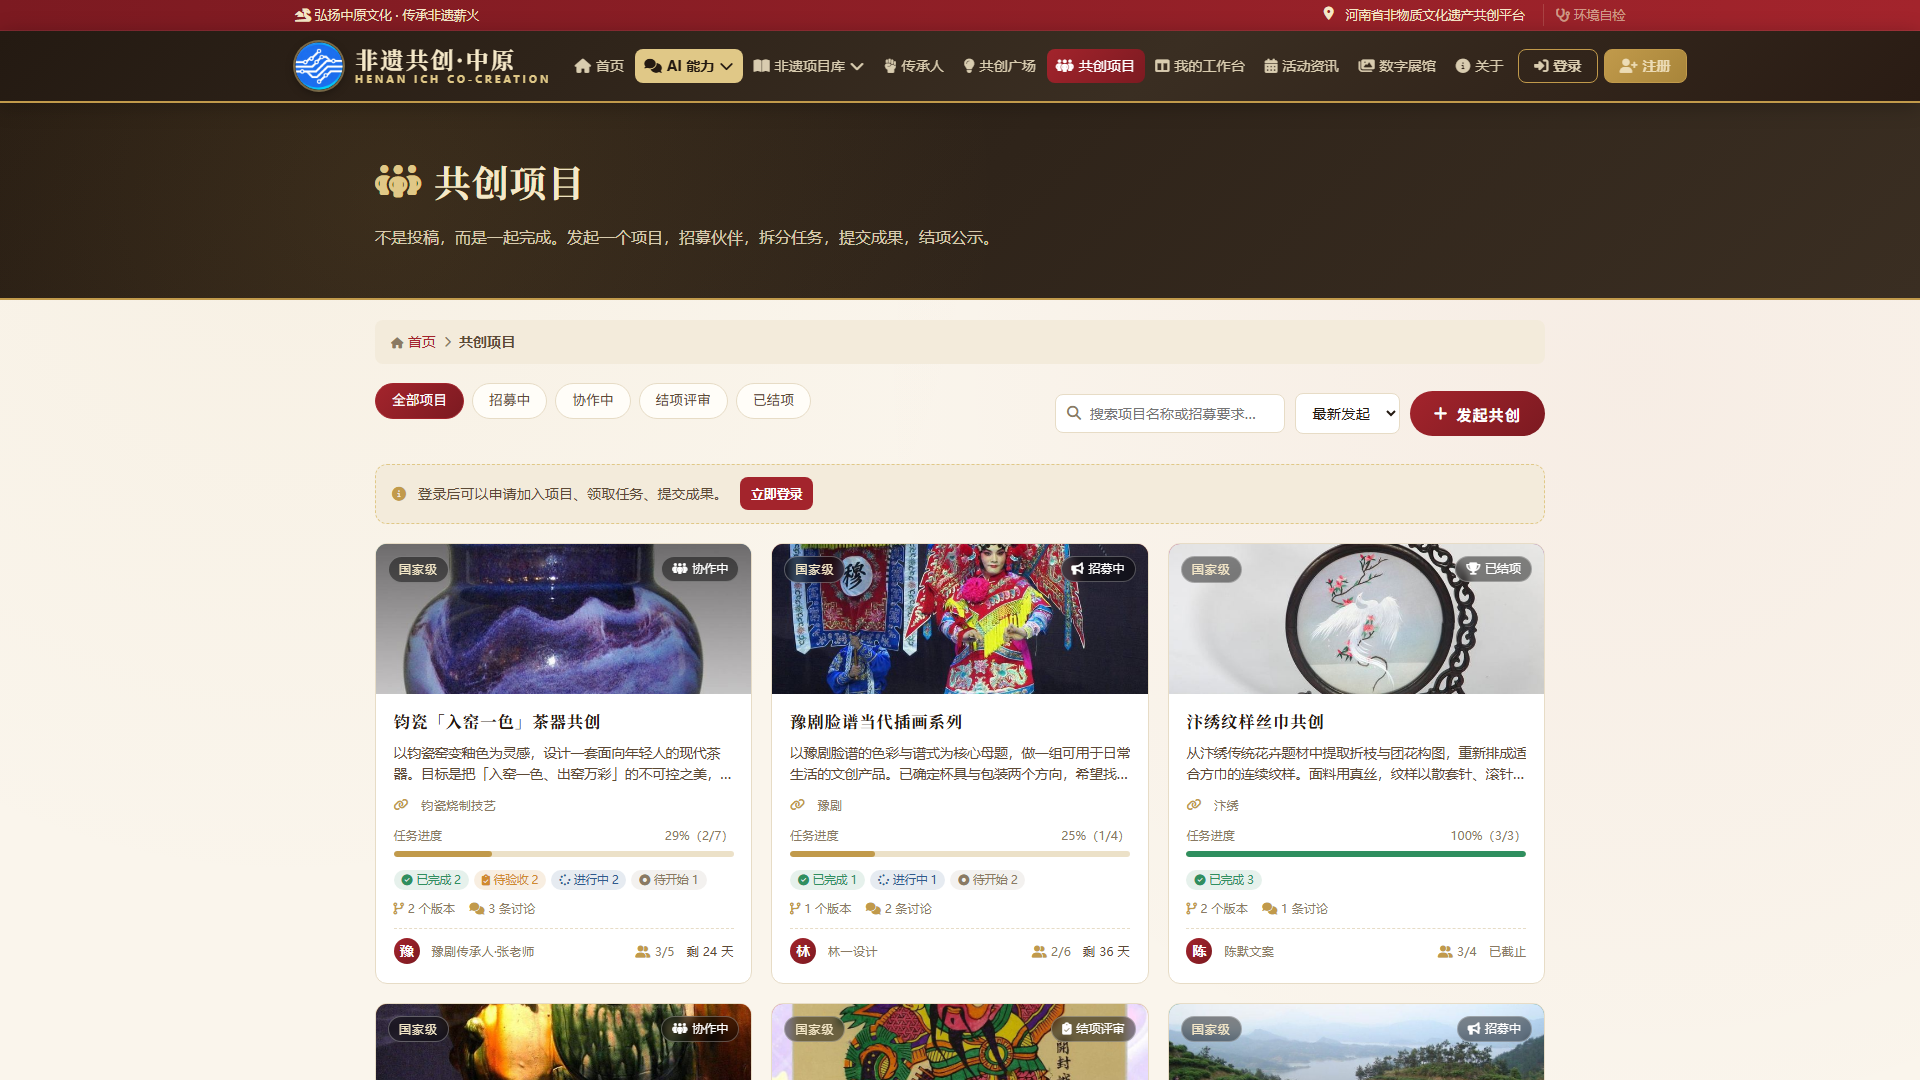 弘扬中原文化 · 传承非遗薪火
河南省非物质文化遗产共创平台
环境自检
非遗共创·中原
HENAN ICH CO-CREATION
首页
AI 能力
非遗项目库
传承人
共创广场
共创项目
我的工作台
活动资讯
数字展馆
关于
登录
注册
共创项目
不是投稿，而是一起完成。发起一个项目，招募伙伴，拆分任务，提交成果，结项公示。
首页
共创项目
全部项目
招募中
协作中
结项评审
已结项
搜索项目名称或招募要求...
最新发起
发起共创
登录后可以申请加入项目、领取任务、提交成果。
立即登录
国家级
协作中
钧瓷「入窑一色」茶器共创
以钧瓷窑变釉色为灵感，设计一套面向年轻人的现代茶
器。目标是把「入窑一色、出窑万彩」的不可控之美，...
钧瓷烧制技艺
任务进度
29%（2/7）
已完成 2
待验收 2
进行中 2
待开始 1
2 个版本
3 条讨论
豫
豫剧传承人·张老师
3/5
剩 24 天
国家级
招募中
穆
豫剧脸谱当代插画系列
以豫剧脸谱的色彩与谱式为核心母题，做一组可用于日常
生活的文创产品。已确定杯具与包装两个方向，希望找...
豫剧
任务进度
25%（1/4）
已完成 1
进行中 1
待开始 2
1 个版本
2 条讨论
林
林一设计
2/6
剩 36 天
国家级
已结项
汴绣纹样丝巾共创
从汴绣传统花卉题材中提取折枝与团花构图，重新排成适
合方巾的连续纹样。面料用真丝，纹样以散套针、滚针...
汴绣
任务进度
100%（3/3）
已完成 3
2 个版本
1 条讨论
陈
陈默文案
3/4
已截止
国家级
协作中
国家级
结项评审
開封
国家级
招募中